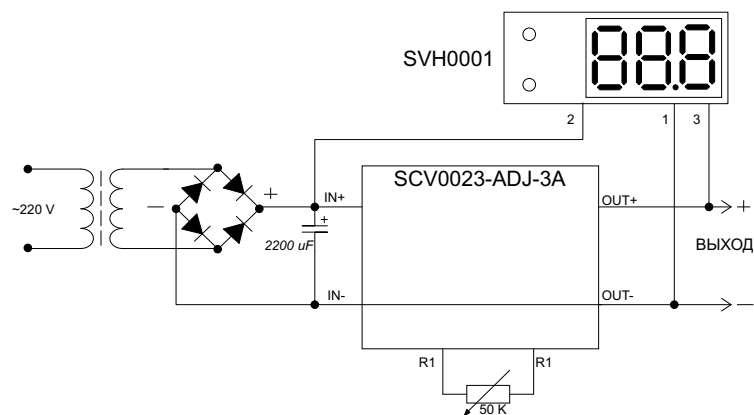 SVH0001
88.8
2 1 3
SCV0023-ADJ-3A
~220 V
— +
IN+
OUT+
+
+
2200 uF
ВЫХОД
IN-
OUT-
—
R1 R1
50 K